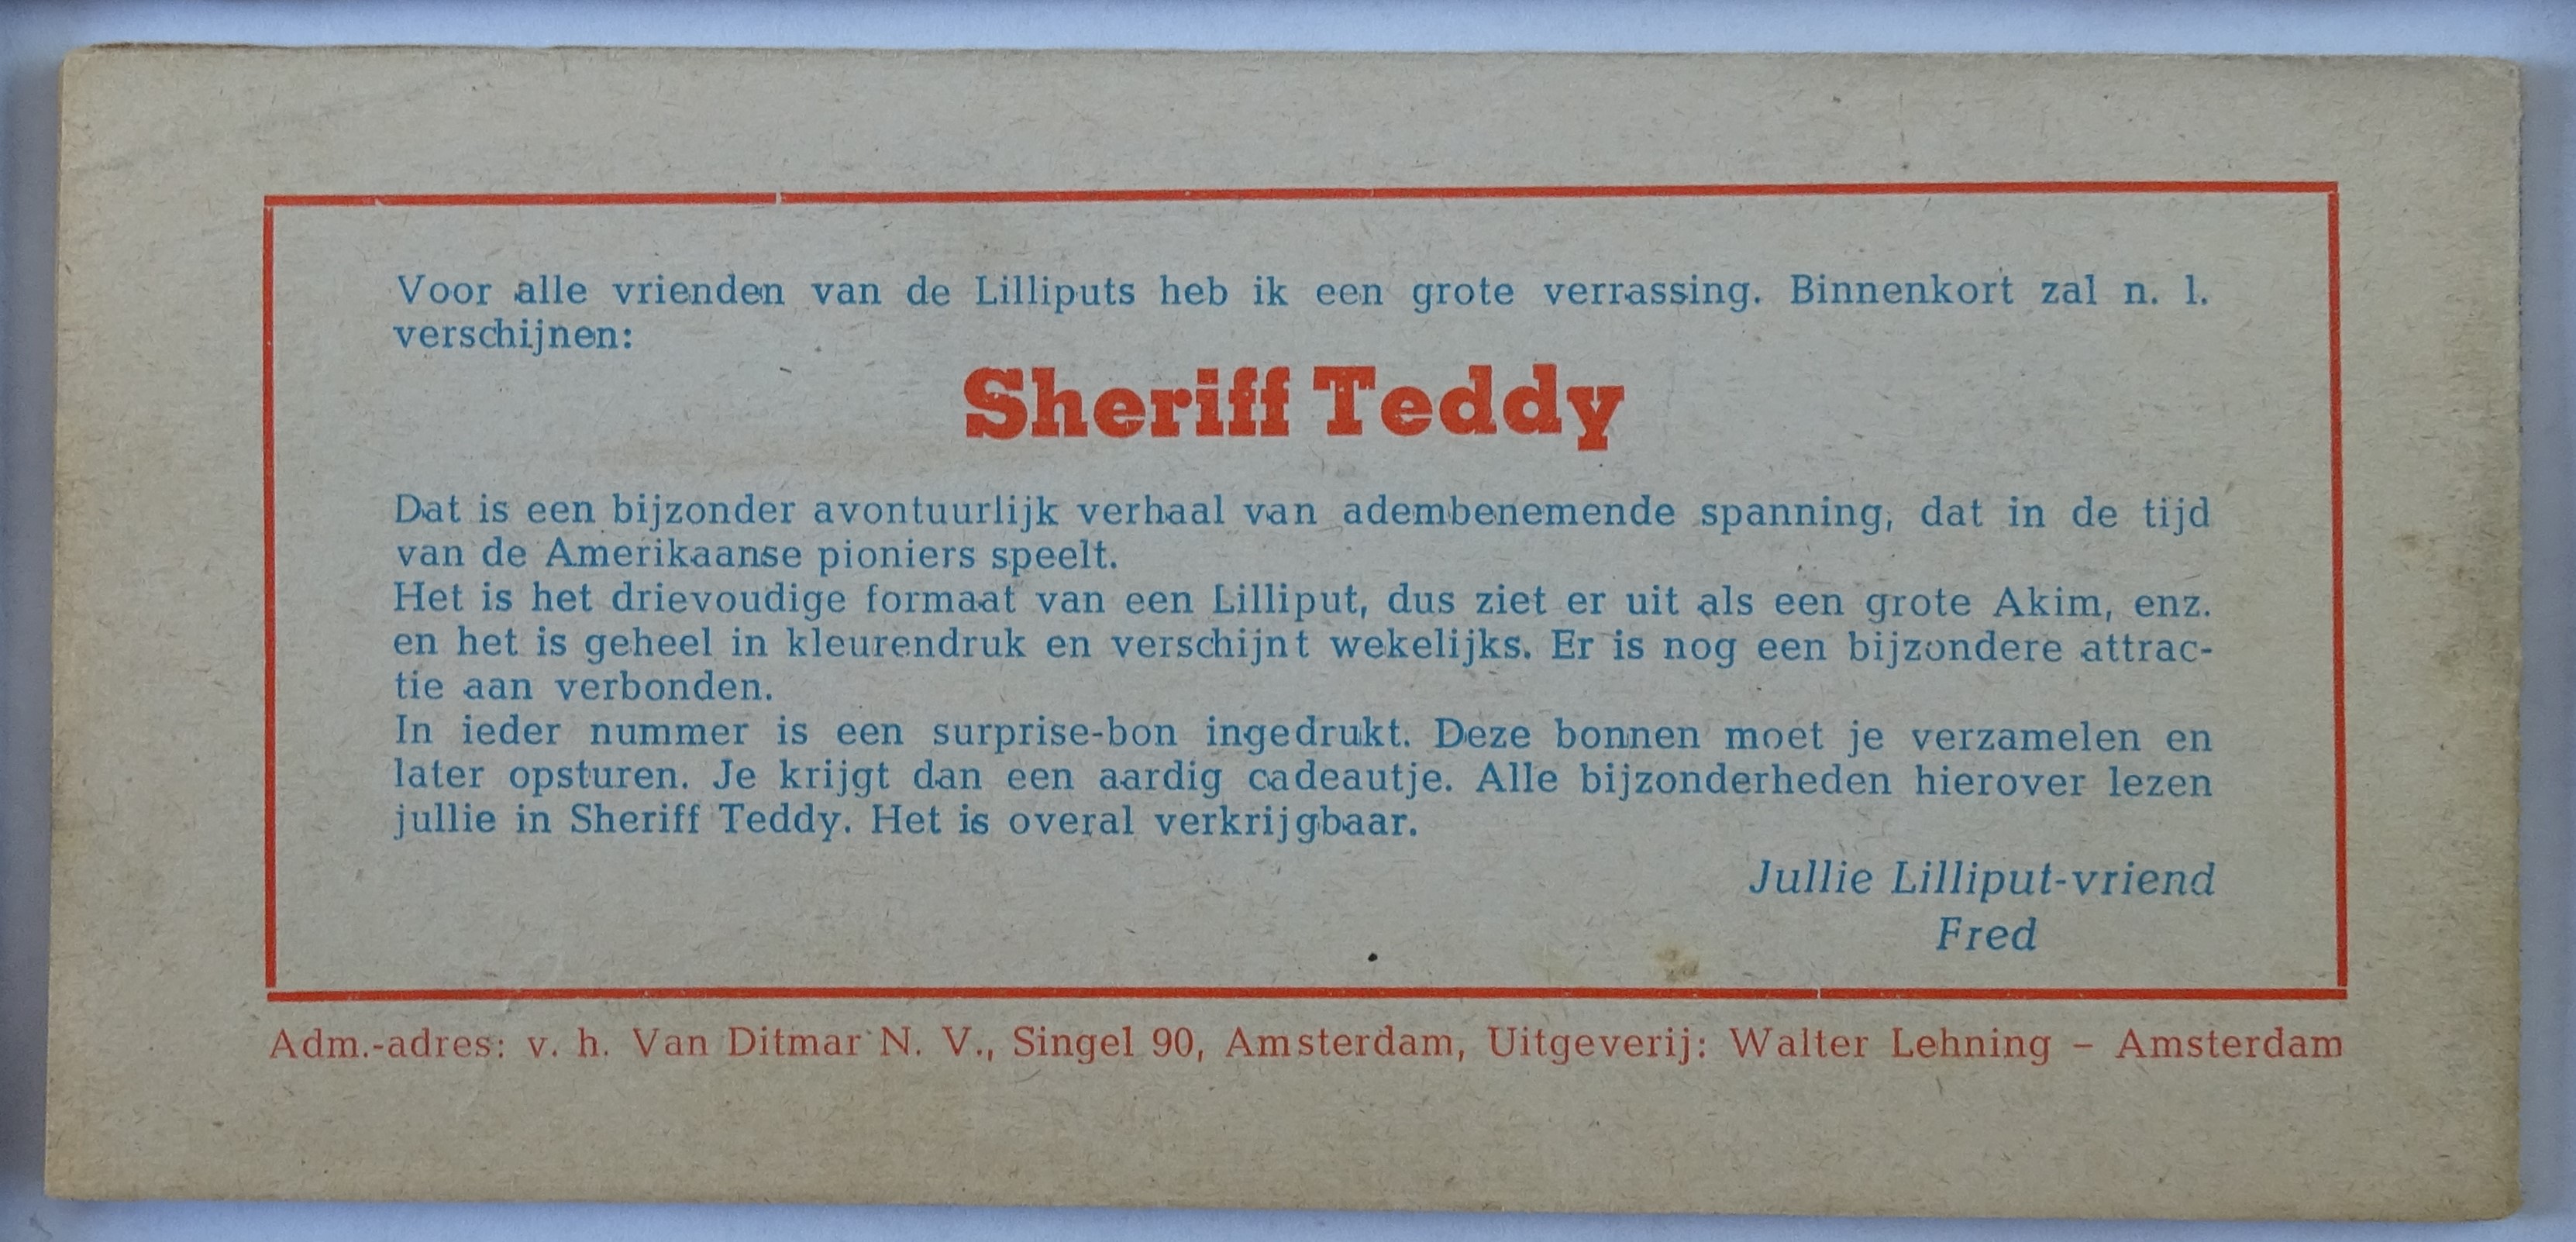 Voor alle vrienden van de Lilliputs heb ik een grote verrassing. Binnenkort zal n. l.
verschijnen:
Sheriff Teddy
Dat is een bijzonder avontuurlijk verhaal van adembenemende spanning, dat in de tijd
van de Amerikaanse pioniers speelt.
Het is het drievoudige formaat van een Lilliput, dus ziet er uit als een grote Akim, enz.
en het is geheel in kleurendruk en verschijnt wekelijks. Er is nog een bijzondere attrac-
tie aan verbonden.
In ieder nummer is een surprise-bon ingedrukt. Deze bonnen moet je verzamelen en
later opsturen. Je krijgt dan een aardig cadeautje. Alle bijzonderheden hierover lezen
jullie in Sheriff Teddy. Het is overal verkrijgbaar.
Jullie Lilliput-vriend
Fred
Adm.-adres: v. h. Van Ditmar N. V., Singel 90, Amsterdam, Uitgeverij: Walter Lehning – Amsterdam